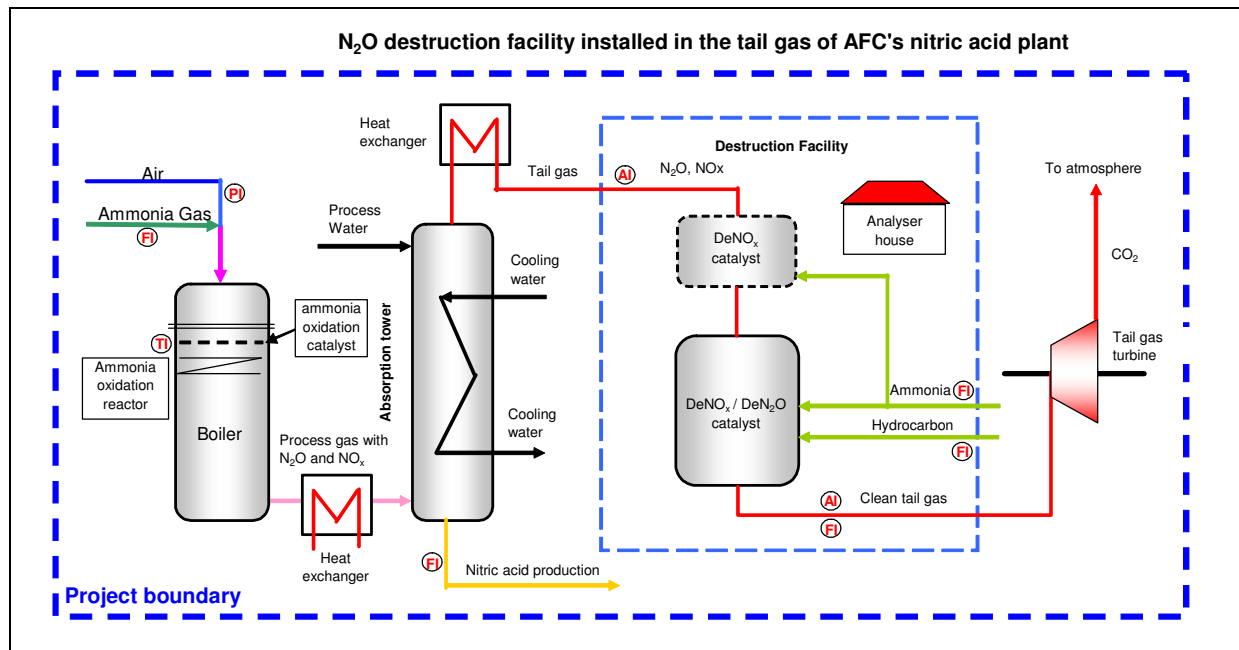 N₂O destruction facility installed in the tail gas of AFC's nitric acid plant
Heat
exchanger
Destruction Facility
Air
PI
Ammonia Gas
FI
Tail gas
AI
N₂O, NOx
To atmosphere
Process
Water
DeNOₓ
catalyst
Analyser
house
Cooling
water
CO₂
ammonia
oxidation
catalyst
TI
Ammonia
oxidation
reactor
Absorption tower
Tail gas
turbine
Boiler
DeNOₓ / DeN2O
catalyst
Ammonia
FI
Hydrocarbon
FI
Cooling
water
Process gas with
N₂O and NOₓ
AI
Clean tail gas
FI
Heat
exchanger
FI
Nitric acid production
Project boundary